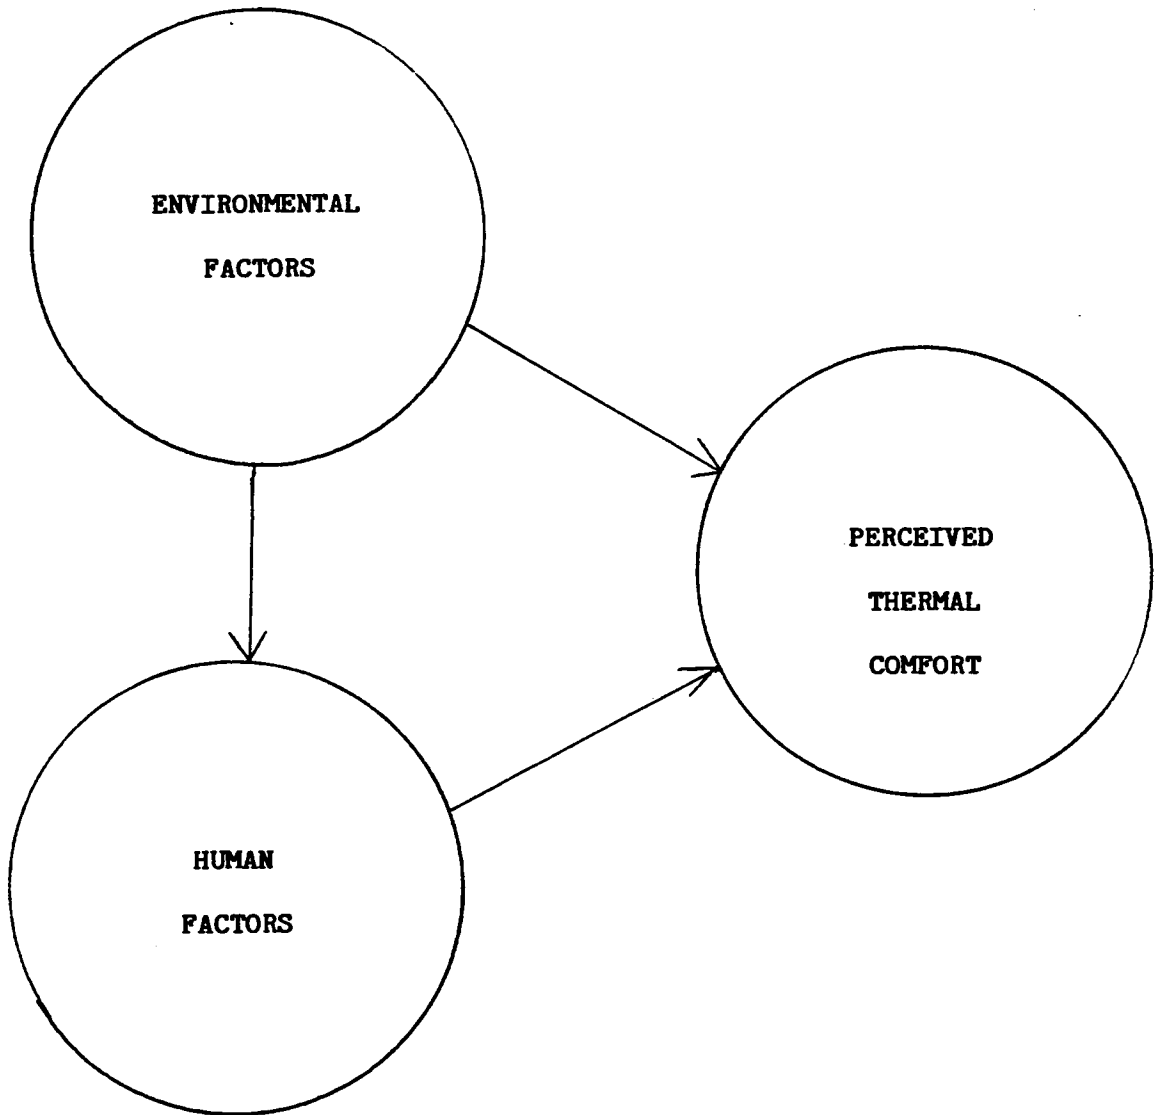 ENVIRONMENTAL
FACTORS
PERCEIVED
THERMAL
COMFORT
HUMAN
FACTORS